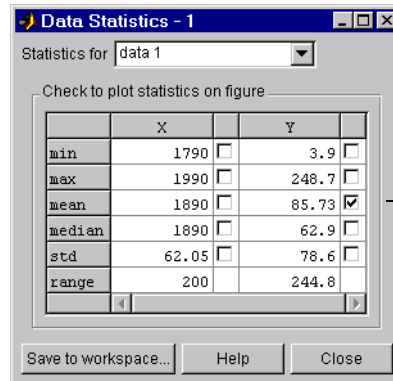 Data Statistics - 1
Statistics for data 1
Check to plot statistics on figure
X Y
min 1790 3.9
max 1990 248.7
mean 1890 85.73
median 1890 62.9
std 62.05 78.6
range 200 244.8
Save to workspace... Help Close